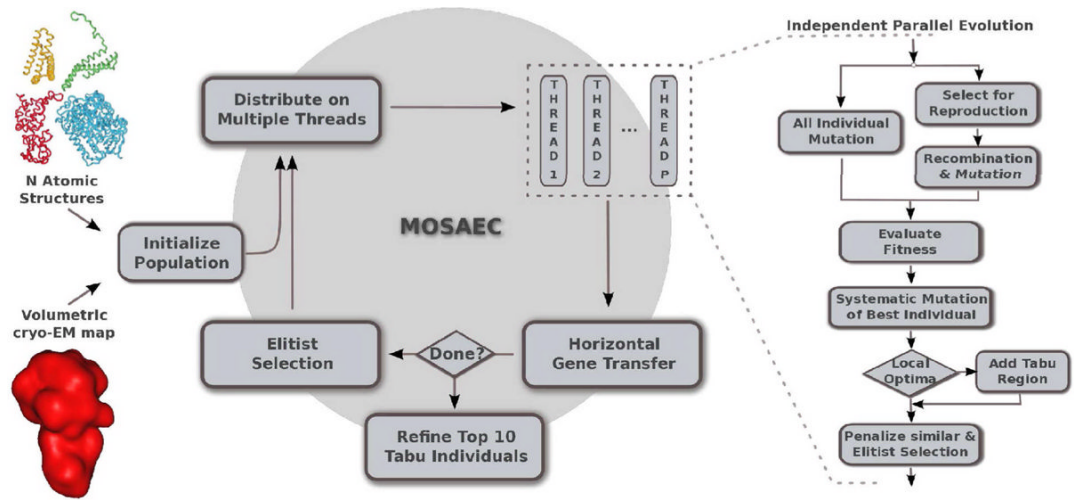 N Atomic
Structures
Volumetric
cryo-EM map
Initialize
Population
Distribute on
Multiple Threads
MOSAEC
Elitist
Selection
Done?
Horizontal
Gene Transfer
Refine Top 10
Tabu Individuals
THREAD 1
THREAD 2
...
THREAD P
Independent Parallel Evolution
All Individual
Mutation
Select for
Reproduction
Recombination
& Mutation
Evaluate
Fitness
Systematic Mutation
of Best Individual
Local
Optima
Add Tabu
Region
Penalize similar &
Elitist Selection